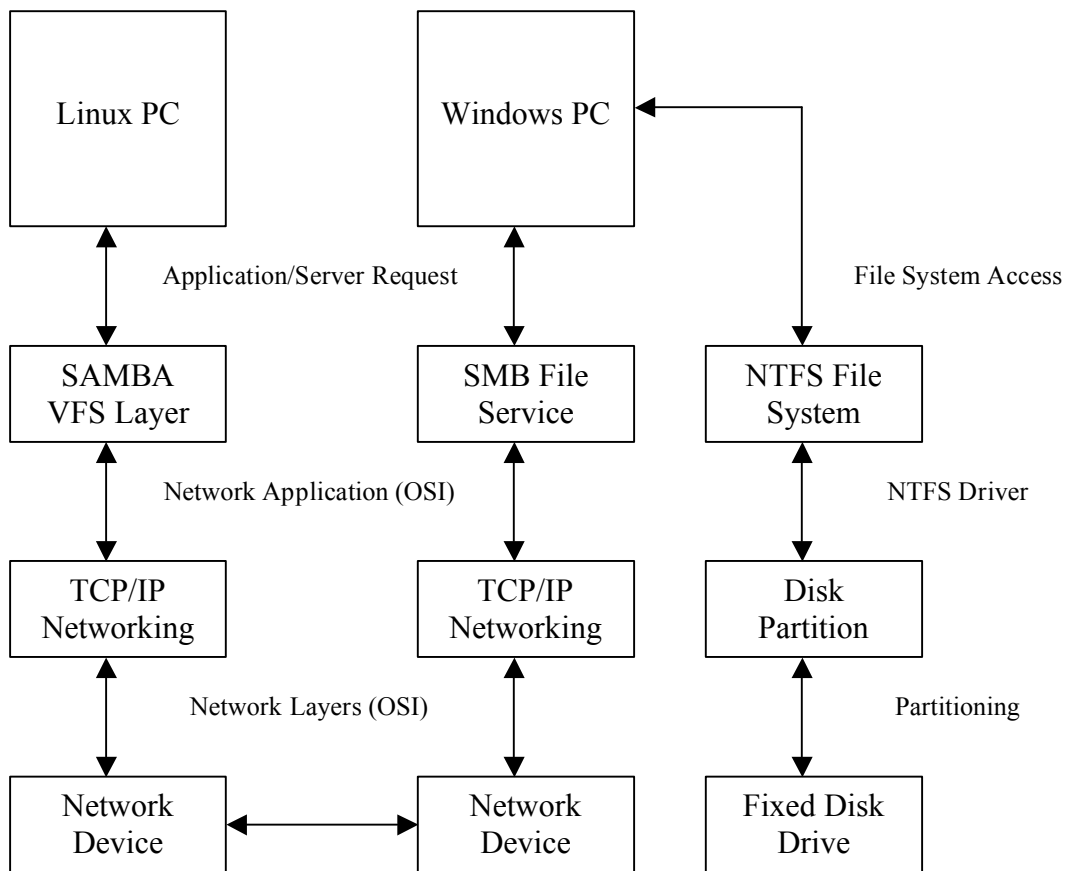 Linux PC
Windows PC
Application/Server Request
File System Access
SAMBA
VFS Layer
SMB File
Service
NTFS File
System
Network Application (OSI)
NTFS Driver
TCP/IP
Networking
TCP/IP
Networking
Disk
Partition
Network Layers (OSI)
Partitioning
Network
Device
Network
Device
Fixed Disk
Drive